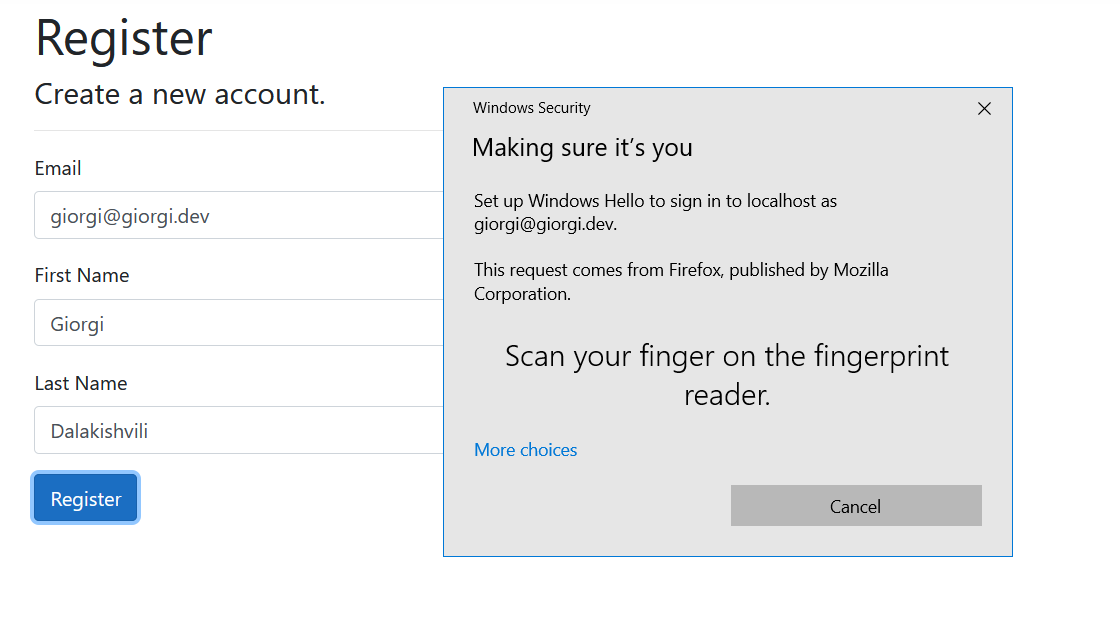 Register
Create a new account.
Email
giorgi@giorgi.dev
First Name
Giorgi
Last Name
Dalakishvili
Register
Windows Security
Making sure it’s you
Set up Windows Hello to sign in to localhost as
giorgi@giorgi.dev.
This request comes from Firefox, published by Mozilla
Corporation.
Scan your finger on the fingerprint
reader.
More choices
Cancel